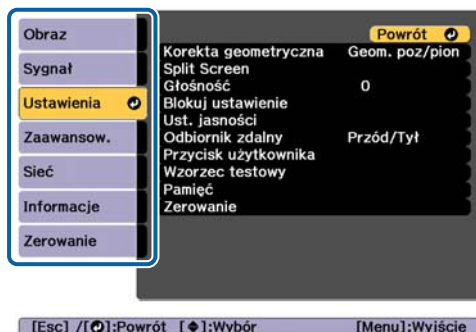 Obraz
Sygnał
Ustawienia
Zaawansow.
Sieć
Informacje
Zerowanie
Powrót
Korekta geometryczna Geom. poz/pion
Split Screen
Głośność 0
Blokuj ustawienie
Ust. jasności
Odbiornik zdalny Przód/Tył
Przycisk użytkownika
Wzorzec testowy
Pamięć
Zerowanie
[Esc] /[⮌]:Powrót [◆]:Wybór [Menu]:Wyjście